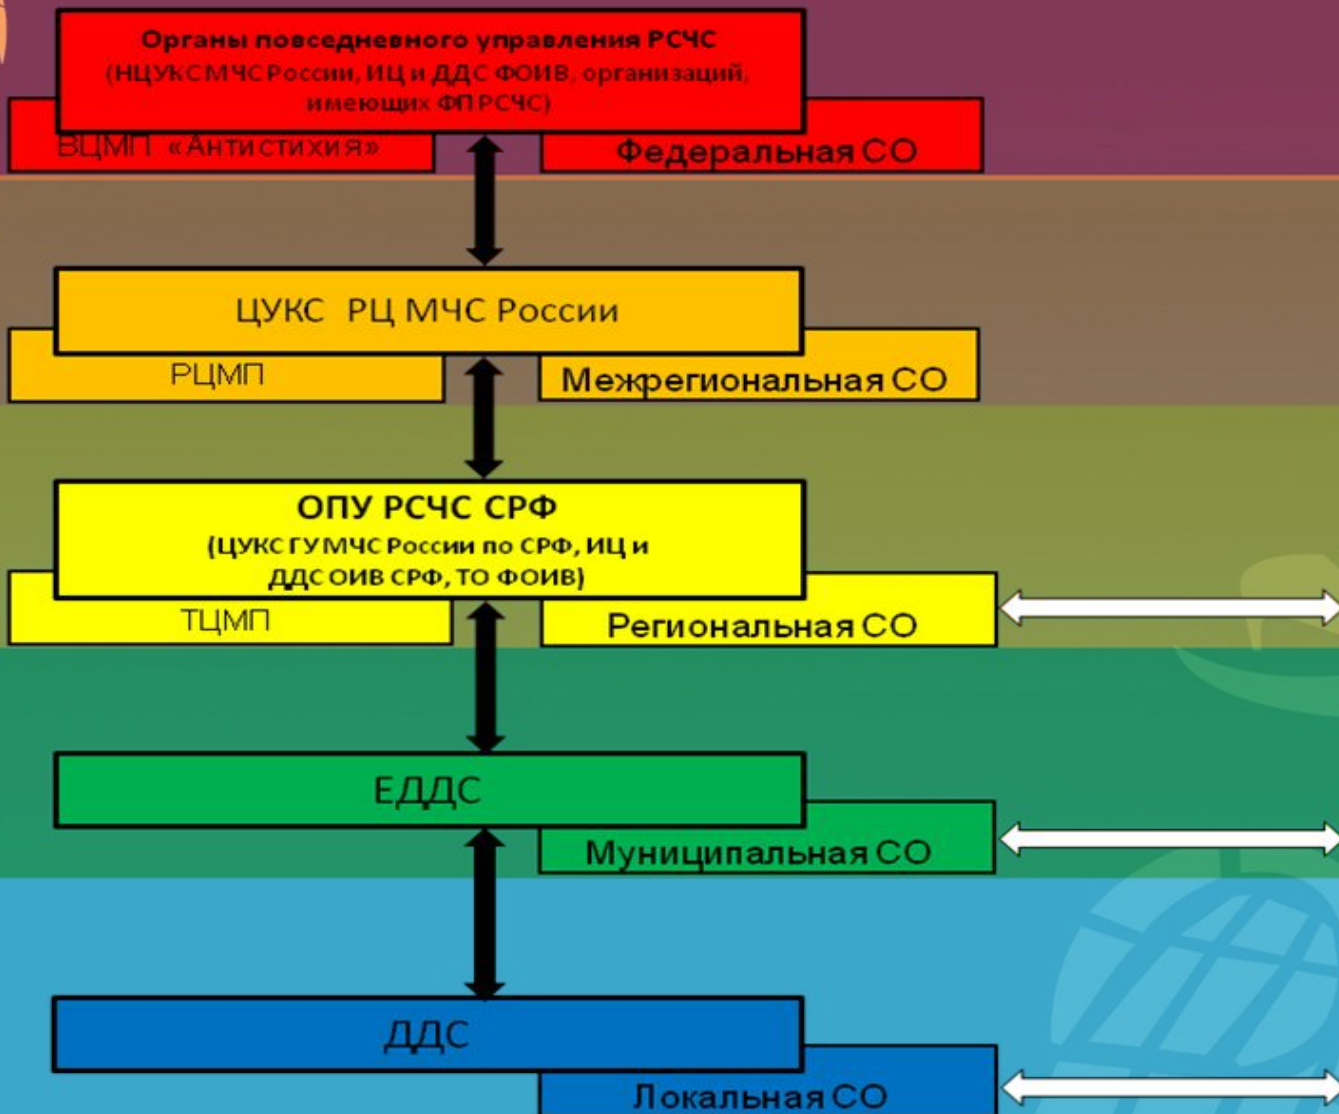 Органы повседневного управления РСЧС
(НЦУКС МЧС России, ИЦ и ДДС ФОИВ, организаций,
имеющих ФП РСЧС)
ВЦМП «Антистихия»
Федеральная СО
ЦУКС РЦ МЧС России
РЦМП
Межрегиональная СО
ОПУ РСЧС СРФ
(ЦУКС ГУ МЧС России по СРФ, ИЦ и
ДДС ОИВ СРФ, ТО ФОИВ)
ТЦМП
Региональная СО
ЕДДС
Муниципальная СО
ДДС
Локальная СО